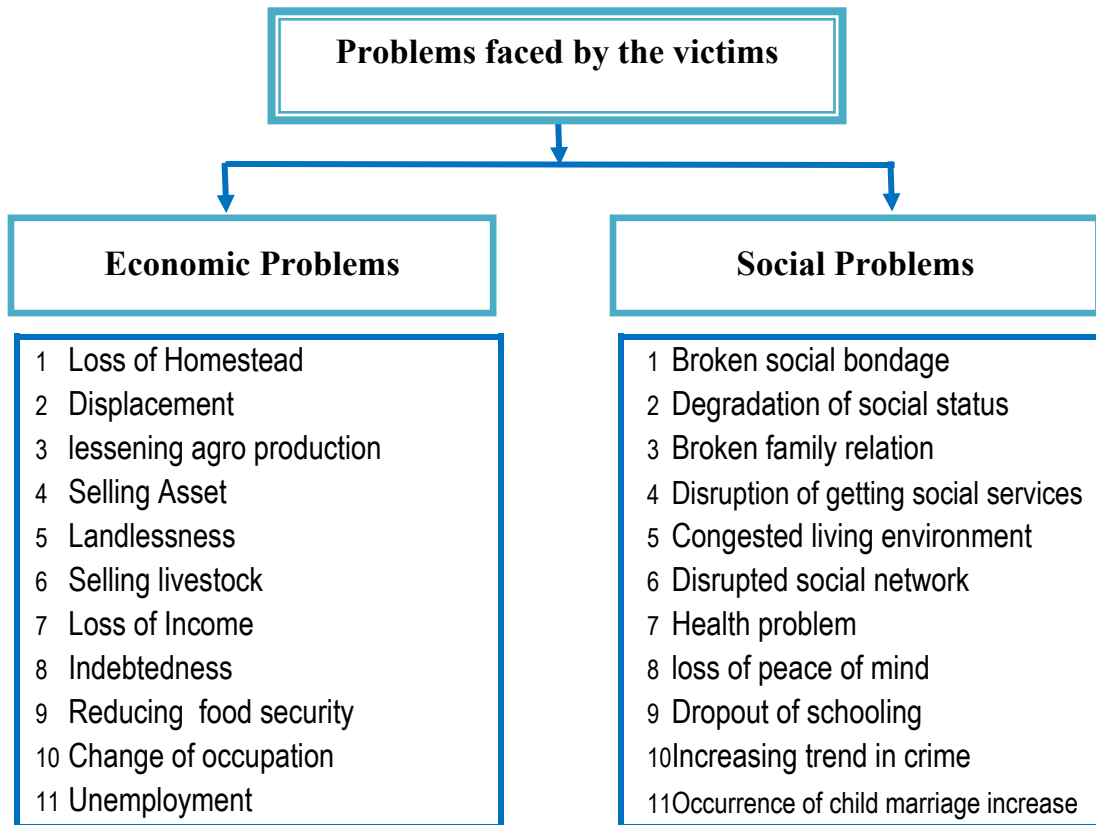 Problems faced by the victims
Economic Problems
1 Loss of Homestead
2 Displacement
3 lessening agro production
4 Selling Asset
5 Landlessness
6 Selling livestock
7 Loss of Income
8 Indebtedness
9 Reducing food security
10 Change of occupation
11 Unemployment
Social Problems
1 Broken social bondage
2 Degradation of social status
3 Broken family relation
4 Disruption of getting social services
5 Congested living environment
6 Disrupted social network
7 Health problem
8 loss of peace of mind
9 Dropout of schooling
10Increasing trend in crime
11Occurrence of child marriage increase